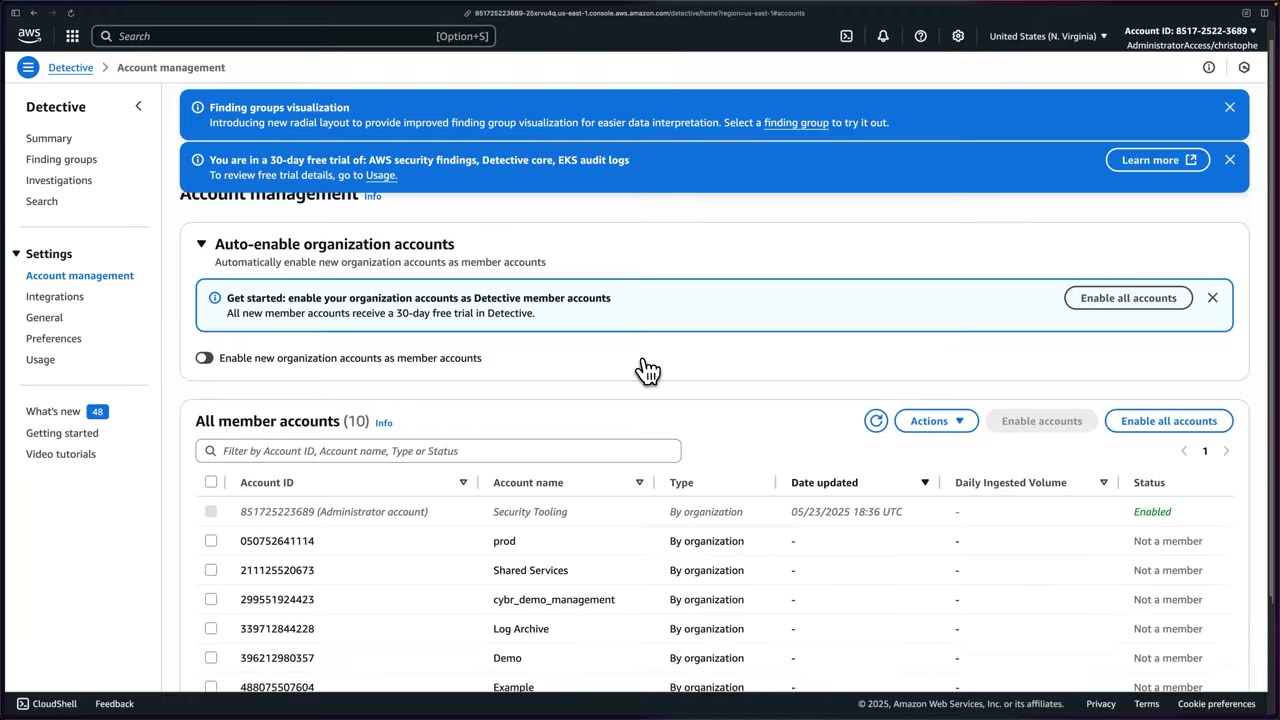 851725223689-25xrvu4q.us-east-1.console.aws.amazon.com/detective/home?region=us-east-1#accounts
aws
Search
[Option+S]
United States (N. Virginia)
Account ID: 8517-2522-3689
AdministratorAccess/christophe
Detective
Account management
Detective
Summary
Finding groups
Investigations
Search
Settings
Account management
Integrations
General
Preferences
Usage
What's new 48
Getting started
Video tutorials
Finding groups visualization
Introducing new radial layout to provide improved finding group visualization for easier data interpretation. Select a finding group to try it out.
You are in a 30-day free trial of: AWS security findings, Detective core, EKS audit logs
To review free trial details, go to Usage.
Learn more
Account management Info
Auto-enable organization accounts
Automatically enable new organization accounts as member accounts
Get started: enable your organization accounts as Detective member accounts
All new member accounts receive a 30-day free trial in Detective.
Enable all accounts
Enable new organization accounts as member accounts
All member accounts (10) Info
Actions
Enable accounts
Enable all accounts
Filter by Account ID, Account name, Type or Status
1
Account ID Account name Type Date updated Daily Ingested Volume Status
851725223689 (Administrator account) Security Tooling By organization 05/23/2025 18:36 UTC - Enabled
050752641114 prod By organization - - Not a member
211125520673 Shared Services By organization - - Not a member
299551924423 cybr_demo_management By organization - - Not a member
339712844228 Log Archive By organization - - Not a member
396212980357 Demo By organization - - Not a member
488075507604 Example By organization - - Not a member
CloudShell Feedback
© 2025, Amazon Web Services, Inc. or its affiliates. Privacy Terms Cookie preferences